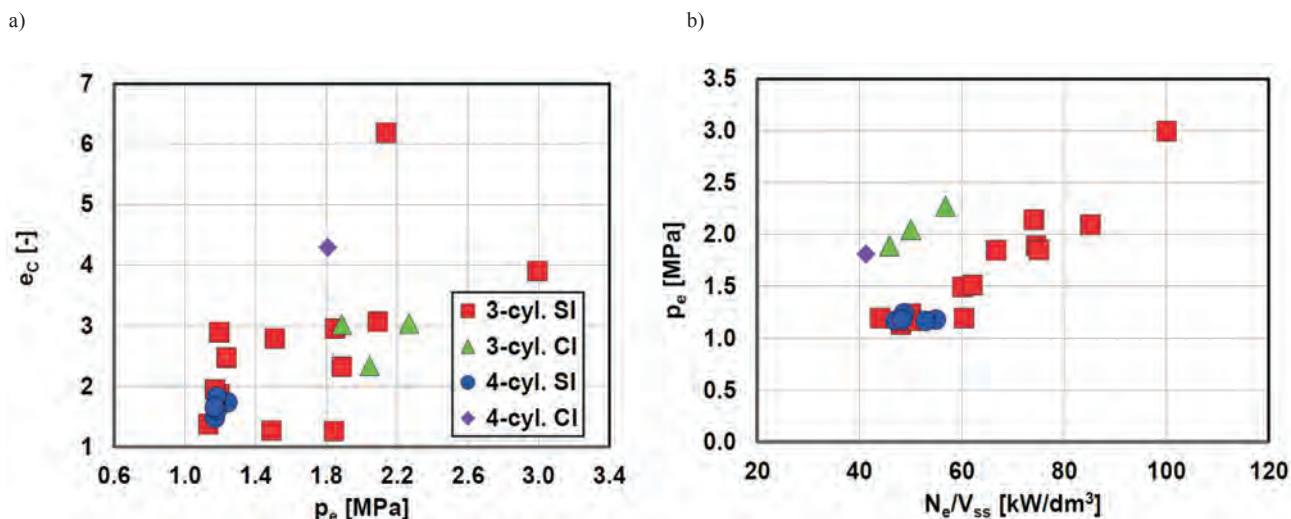 a)
b)
7
6
5
4
3
2
1
e_C [-]
0.6 1.0 1.4 1.8 2.2 2.6 3.0 3.4
p_e [MPa]
3-cyl. SI
3-cyl. CI
4-cyl. SI
4-cyl. CI
3.5
3.0
2.5
2.0
1.5
1.0
0.5
0.0
p_e [MPa]
20 40 60 80 100 120
N_e/V_ss [kW/dm³]